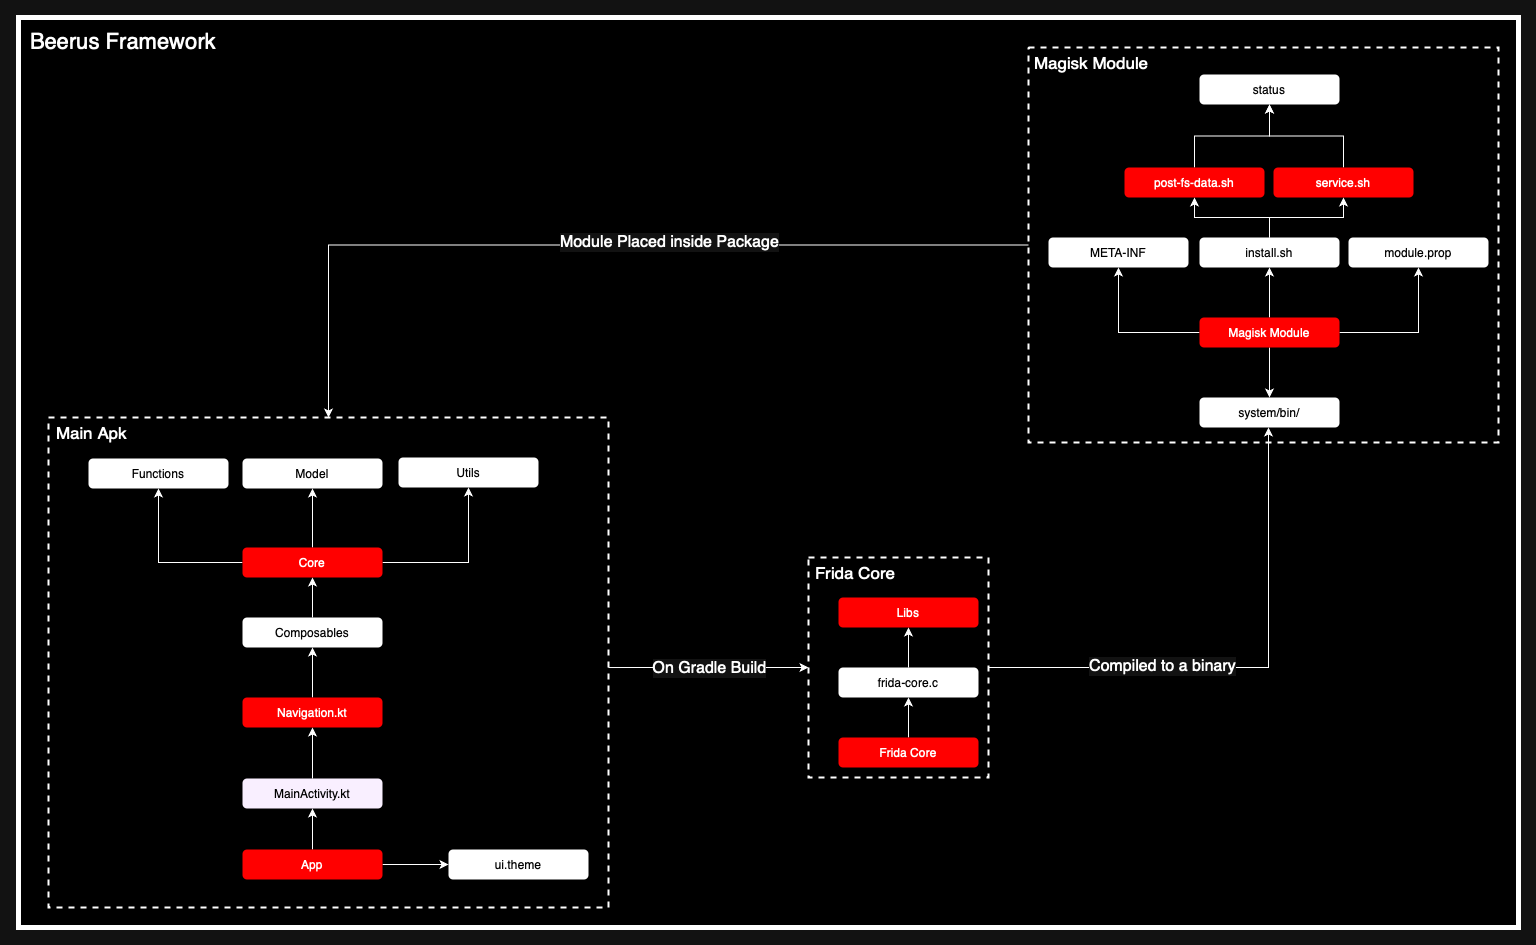 Beerus Framework
Magisk Module
status
post-fs-data.sh
service.sh
META-INF
install.sh
module.prop
Magisk Module
system/bin/
Module Placed inside Package
Main Apk
Functions
Model
Utils
Core
Composables
Navigation.kt
MainActivity.kt
App
ui.theme
On Gradle Build
Frida Core
Libs
frida-core.c
Frida Core
Compiled to a binary